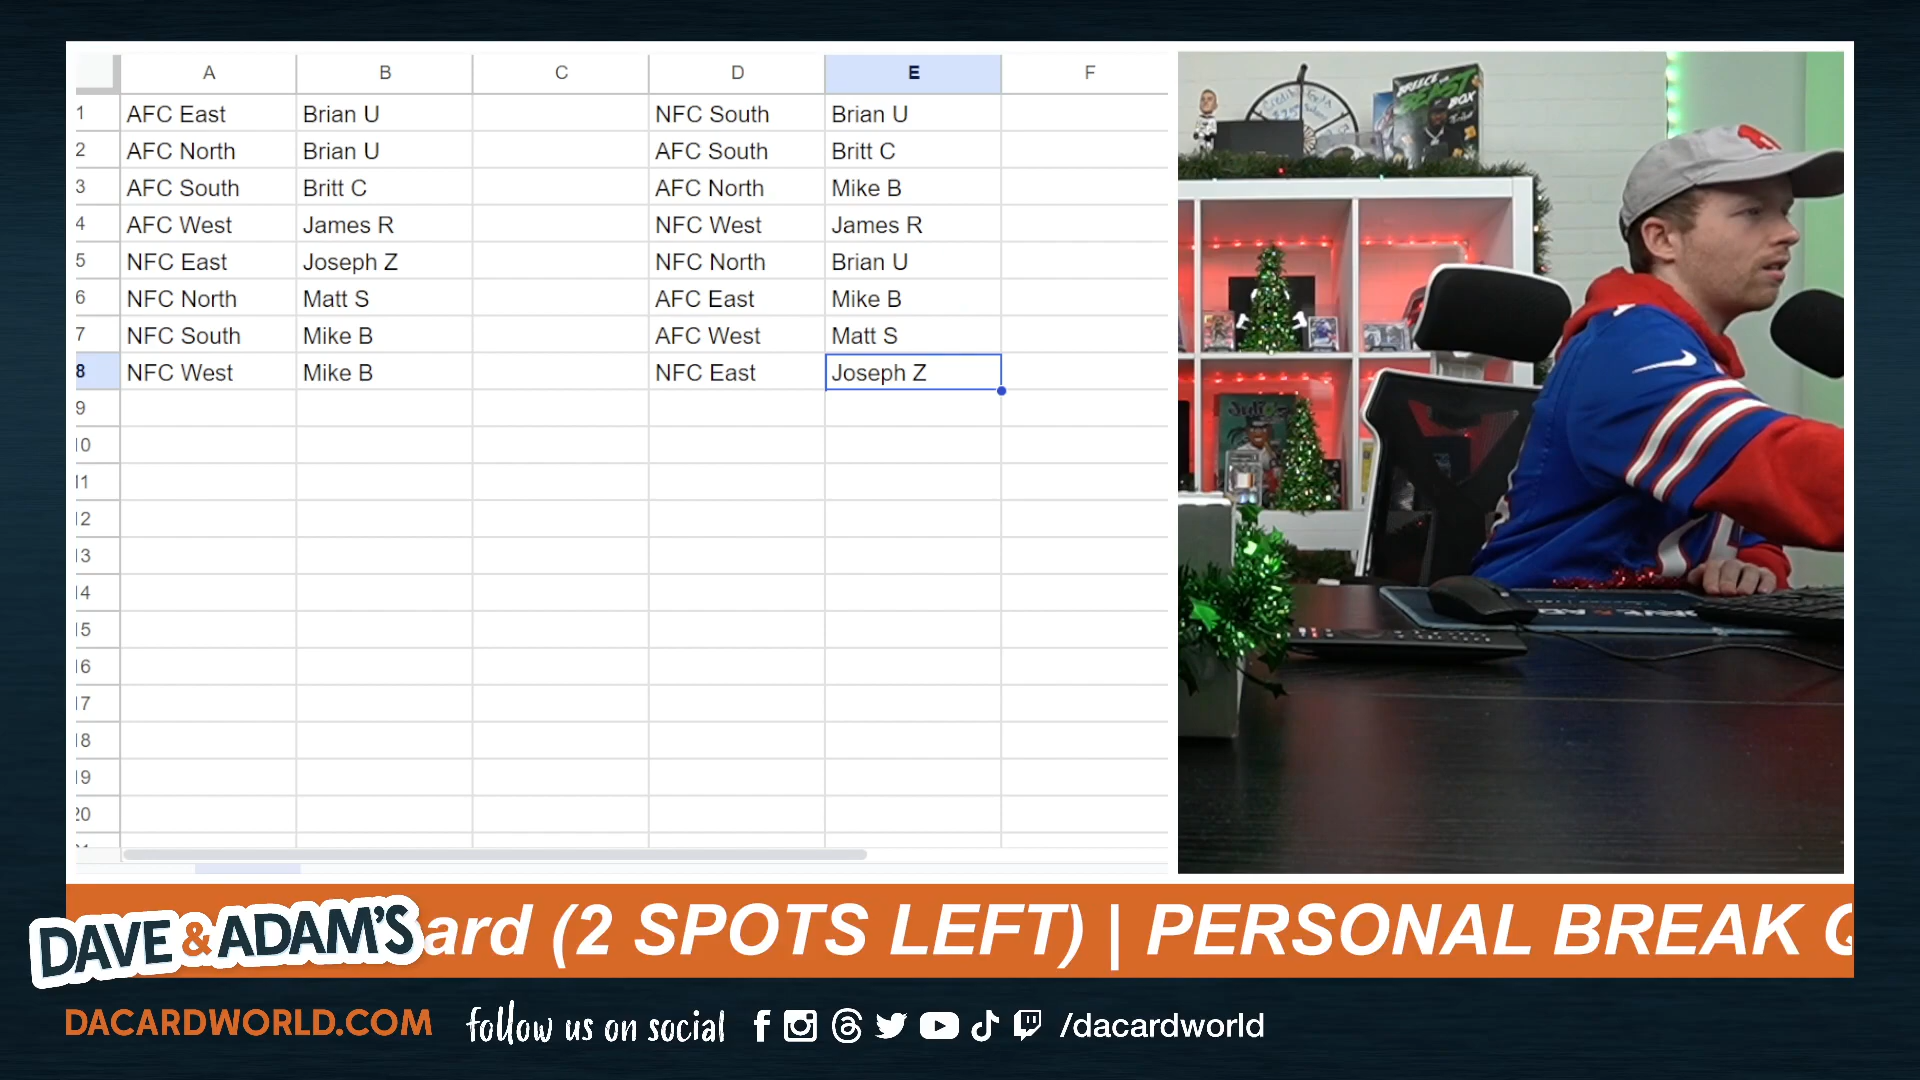 A B C D E F
1 AFC East Brian U NFC South Brian U
2 AFC North Brian U AFC South Britt C
3 AFC South Britt C AFC North Mike B
4 AFC West James R NFC West James R
5 NFC East Joseph Z NFC North Brian U
6 NFC North Matt S AFC East Mike B
7 NFC South Mike B AFC West Matt S
8 NFC West Mike B NFC East Joseph Z
9
10
11
12
13
14
15
16
17
18
19
20
BREECE
BEAST
BOX
DAVE & ADAM'S
ard (2 SPOTS LEFT) | PERSONAL BREAK
DACARDWORLD.COM
follow us on social
/dacardworld